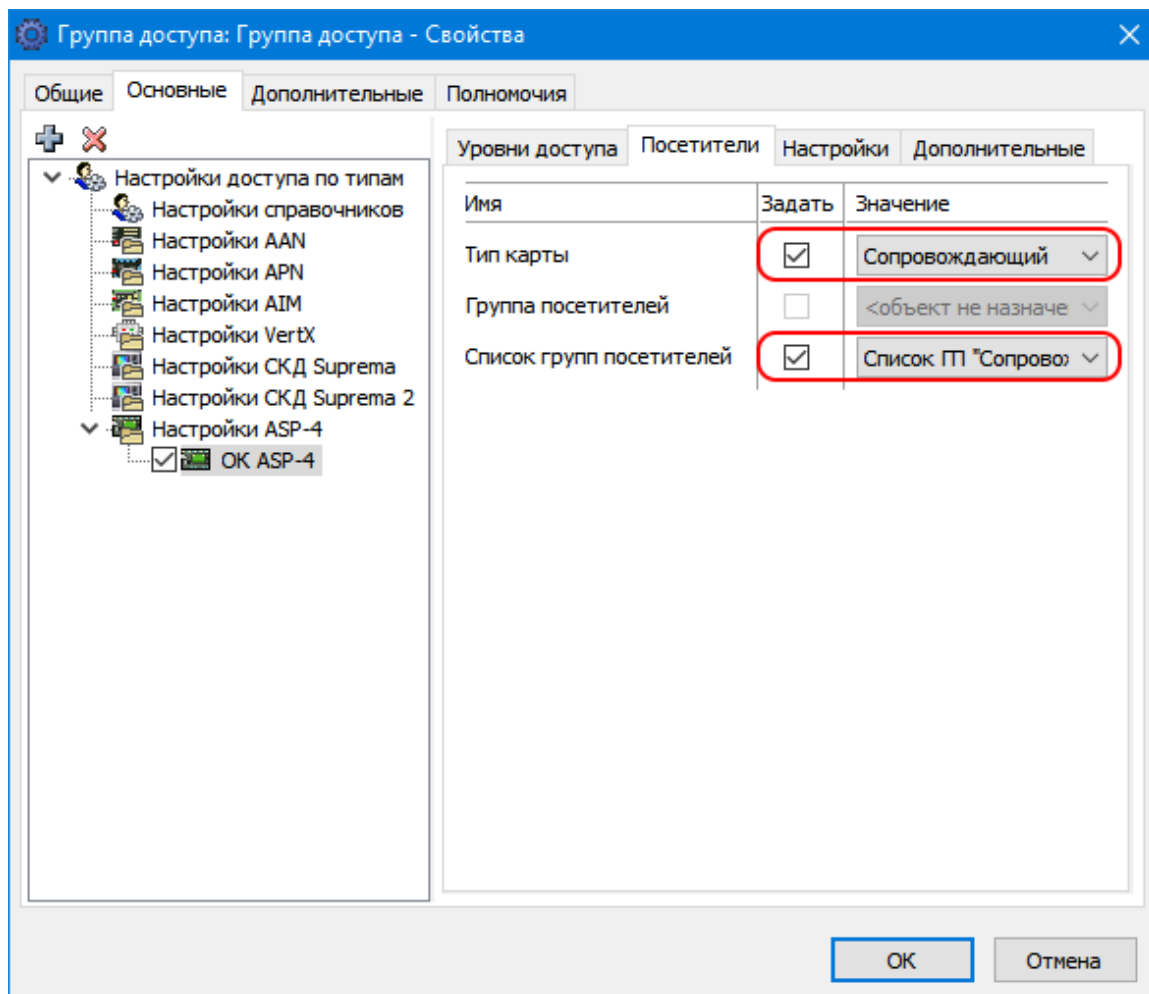 Группа доступа: Группа доступа - Свойства
Общие Основные Дополнительные Полномочия
Настройки доступа по типам
Настройки справочников
Настройки AAN
Настройки APN
Настройки AIM
Настройки VertX
Настройки СКД Suprema
Настройки СКД Suprema 2
Настройки ASP-4
ОК ASP-4
Уровни доступа Посетители Настройки Дополнительные
Имя Задать Значение
Тип карты Сопровождающий
Группа посетителей <объект не назначе
Список групп посетителей Список ГП "Сопровож
ОК Отмена